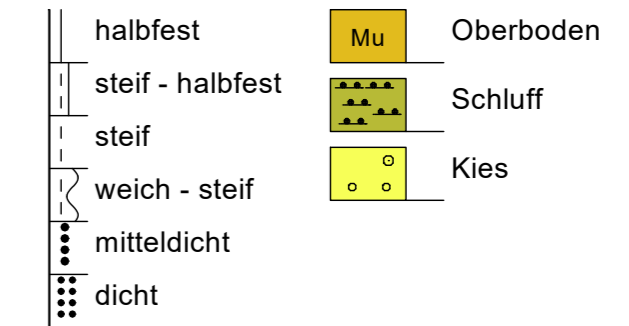 halbfest
steif - halbfest
steif
weich - steif
mitteldicht
dicht
Mu
Oberboden
Schluff
Kies